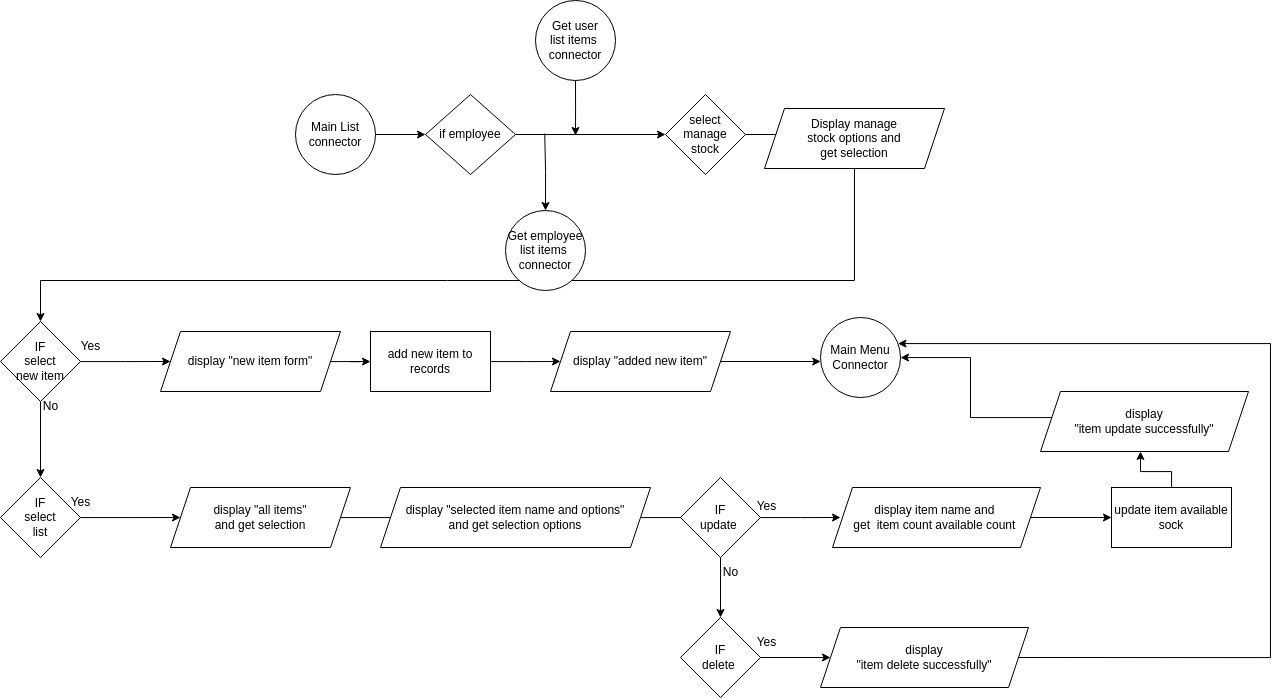 Get user
list items
connector
Main List
connector
if employee
select
manage
stock
Display manage
stock options and
get selection
Get employee
list items
connector
IF
select
new item
Yes
display "new item form"
add new item to
records
display "added new item"
Main Menu
Connector
No
display
"item update successfully"
IF
select
list
Yes
display "all items"
and get selection
display "selected item name and options"
and get selection options
IF
update
Yes
display item name and
get  item count available count
update item available
sock
No
IF
delete
Yes
display
"item delete successfully"